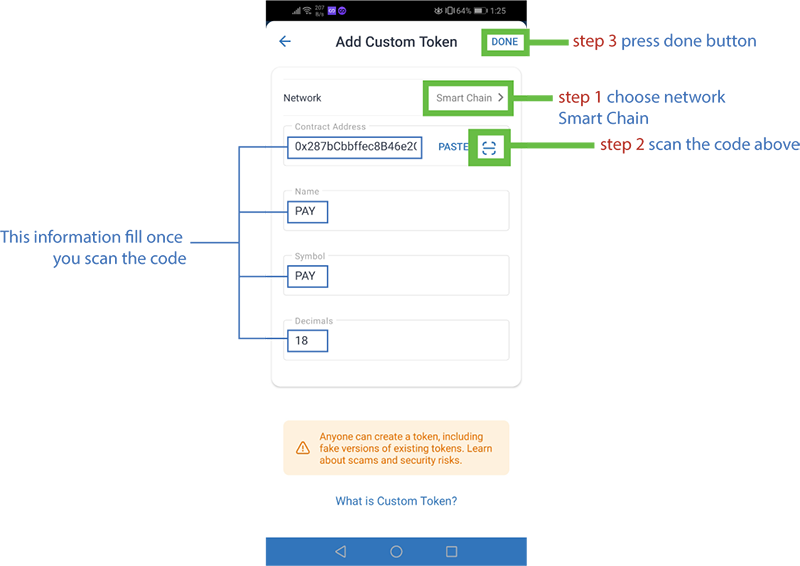 207
B/s
64%
1:25
Add Custom Token
DONE
step 3 press done button
Network
Smart Chain
step 1 choose network
Smart Chain
Contract Address
0x287bCbbffec8B46e2(
PASTE
step 2 scan the code above
Name
PAY
This information fill once
you scan the code
Symbol
PAY
Decimals
18
Anyone can create a token, including
fake versions of existing tokens. Learn
about scams and security risks.
What is Custom Token?